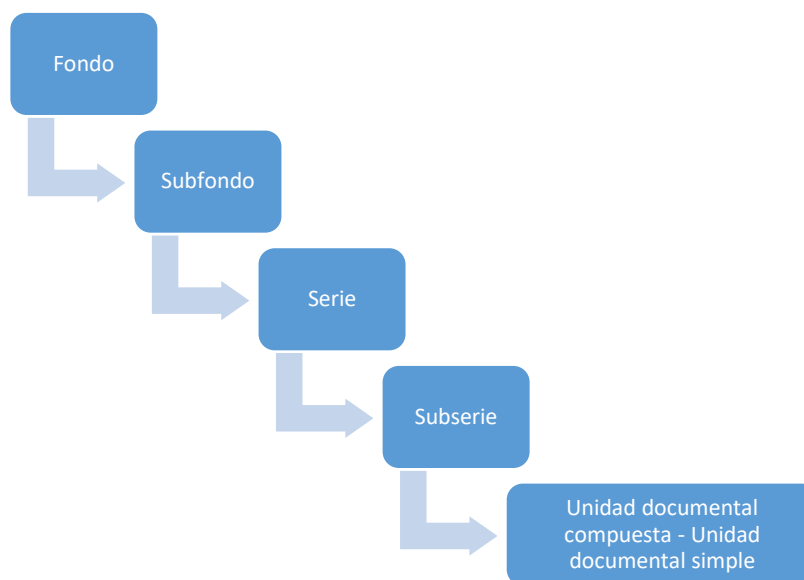 Fondo
Subfondo
Serie
Subserie
Unidad documental
compuesta - Unidad
documental simple